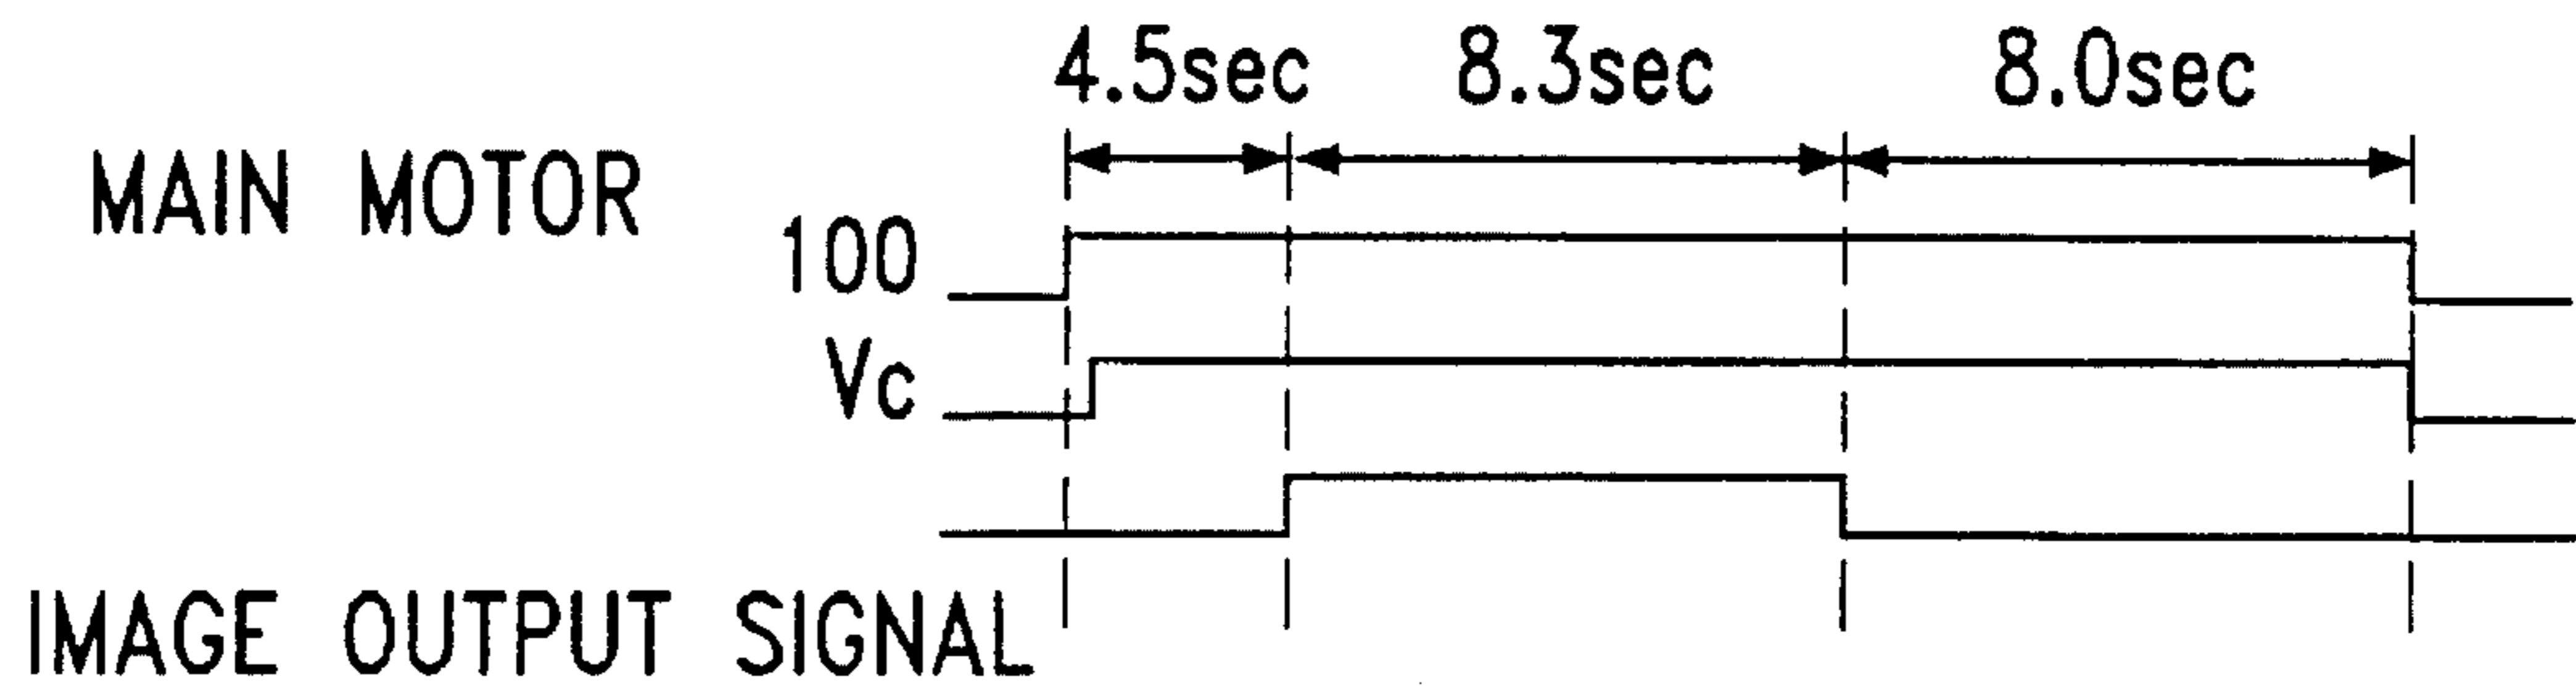 4.5sec 8.3sec 8.0sec
MAIN MOTOR
100
Vc
IMAGE OUTPUT SIGNAL